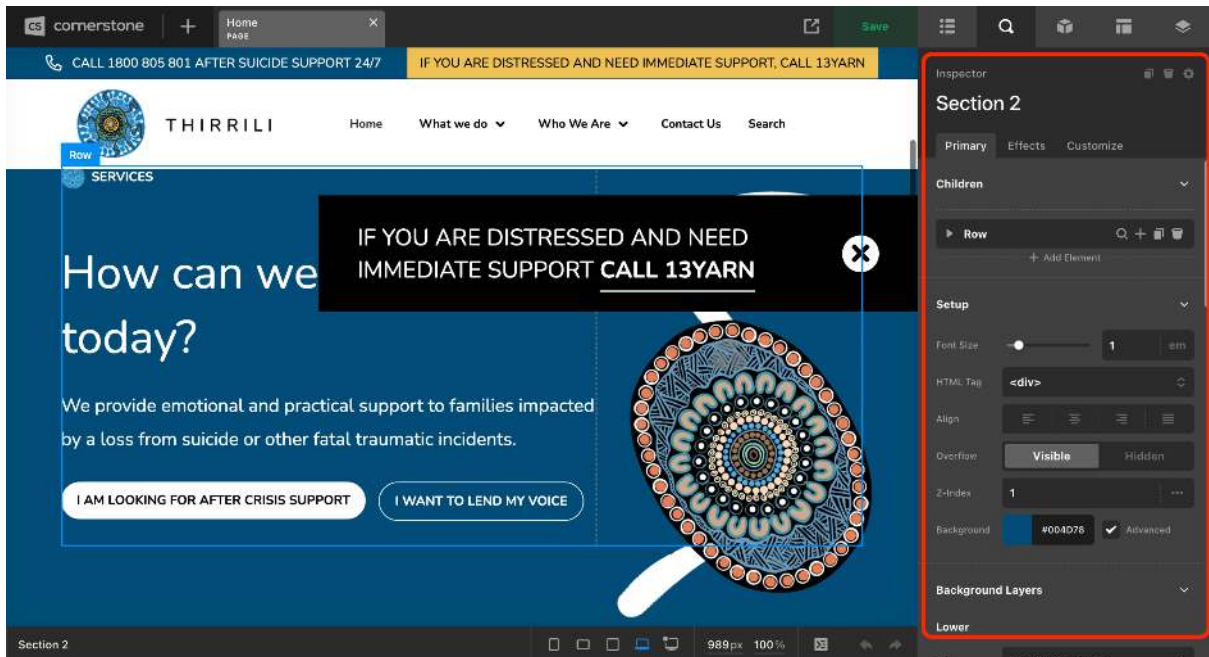 cs cornerstone
Home
PAGE
Save
CALL 1800 805 801 AFTER SUICIDE SUPPORT 24/7
IF YOU ARE DISTRESSED AND NEED IMMEDIATE SUPPORT, CALL 13YARN
THIRRILI
Home What we do Who We Are Contact Us Search
Row
SERVICES
How can we
today?
IF YOU ARE DISTRESSED AND NEED
IMMEDIATE SUPPORT CALL 13YARN
We provide emotional and practical support to families impacted
by a loss from suicide or other fatal traumatic incidents.
I AM LOOKING FOR AFTER CRISIS SUPPORT
I WANT TO LEND MY VOICE
Section 2
989px 100%
Inspector
Section 2
Primary Effects Customize
Children
Row
+ Add Element
Setup
Font Size 1 em
HTML Tag <div>
Align
Overflow Visible Hidden
Z-Index 1
Background #004D78 Advanced
Background Layers
Lower